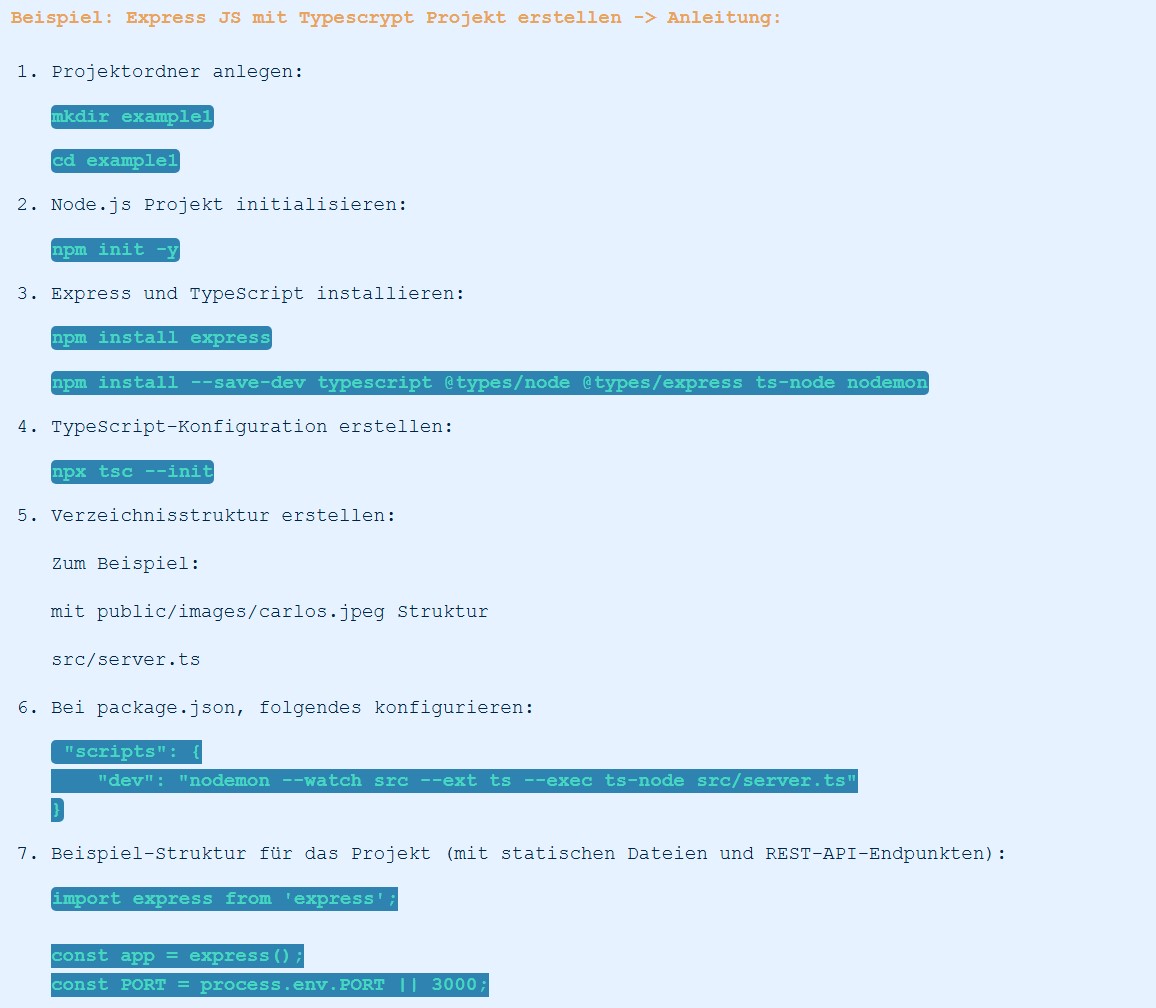 Beispiel: Express JS mit Typescrypt Projekt erstellen -> Anleitung:
1. Projektordner anlegen:
mkdir example1
cd example1
2. Node.js Projekt initialisieren:
npm init -y
3. Express und TypeScript installieren:
npm install express
npm install --save-dev typescript @types/node @types/express ts-node nodemon
4. TypeScript-Konfiguration erstellen:
npx tsc --init
5. Verzeichnisstruktur erstellen:
Zum Beispiel:
mit public/images/carlos.jpeg Struktur
src/server.ts
6. Bei package.json, folgendes konfigurieren:
"scripts": {
"dev": "nodemon --watch src --ext ts --exec ts-node src/server.ts"
}
7. Beispiel-Struktur für das Projekt (mit statischen Dateien und REST-API-Endpunkten):
import express from 'express';
const app = express();
const PORT = process.env.PORT || 3000;